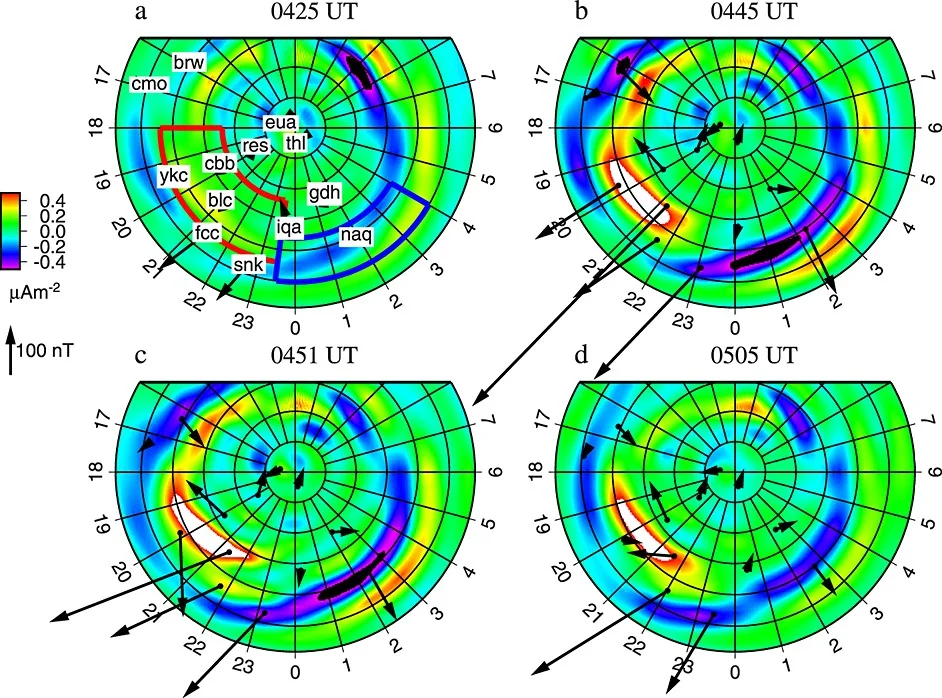 a
0425 UT
b
0445 UT
brw
cmo
17
18
19
20
2
22
23
0
1
2
3
4
5
6
7
eua
res
thl
cbb
ykc
blc
gdh
fcc
iqa
naq
snk
0.4
0.2
0.0
-0.2
-0.4
μAm-2
100 nT
17
18
19
20
22
23
0
1
2
3
4
5
6
7
c
0451 UT
d
0505 UT
17
18
19
20
21
22
23
0
1
2
3
4
5
6
7
17
18
19
20
21
22
23
0
1
2
3
4
5
6
7